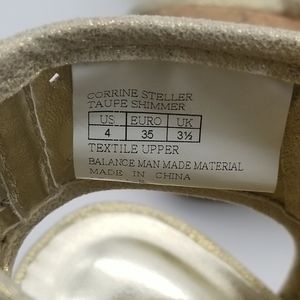 CORRINE STELLER
TAUPE SHIMMER
US EURO UK
4 35 3½
TEXTILE UPPER
BALANCE MAN MADE MATERIAL
MADE IN CHINA